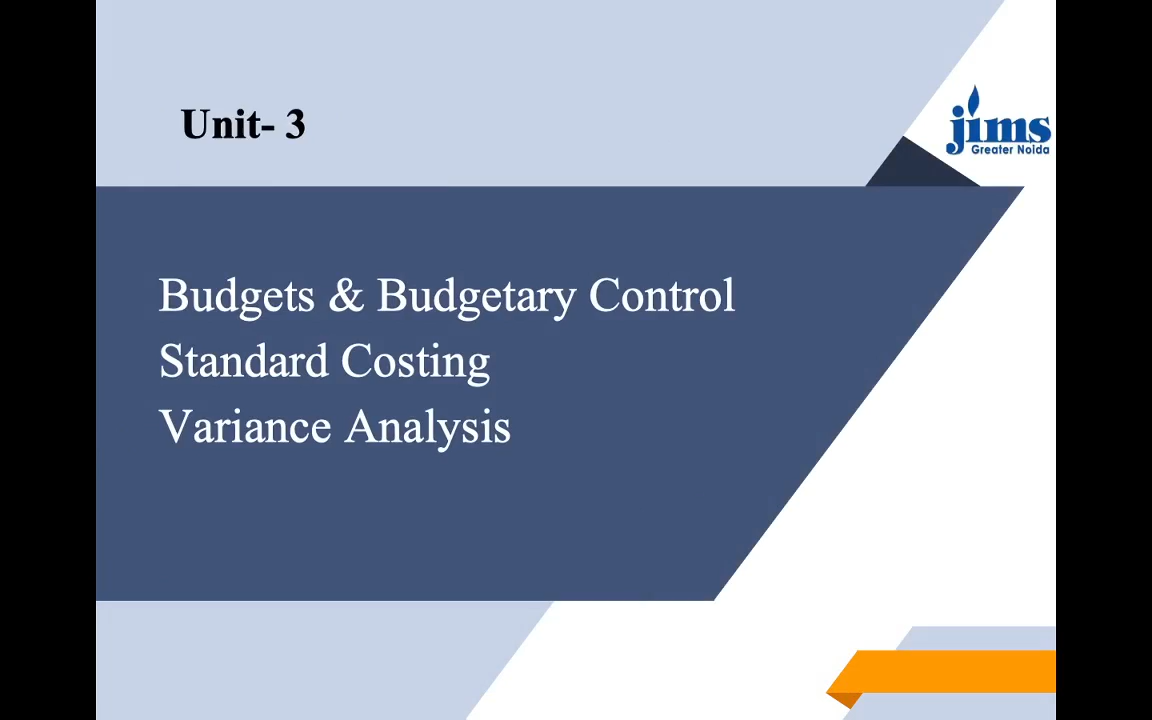 Unit- 3
jims
Greater Noida
Budgets & Budgetary Control
Standard Costing
Variance Analysis